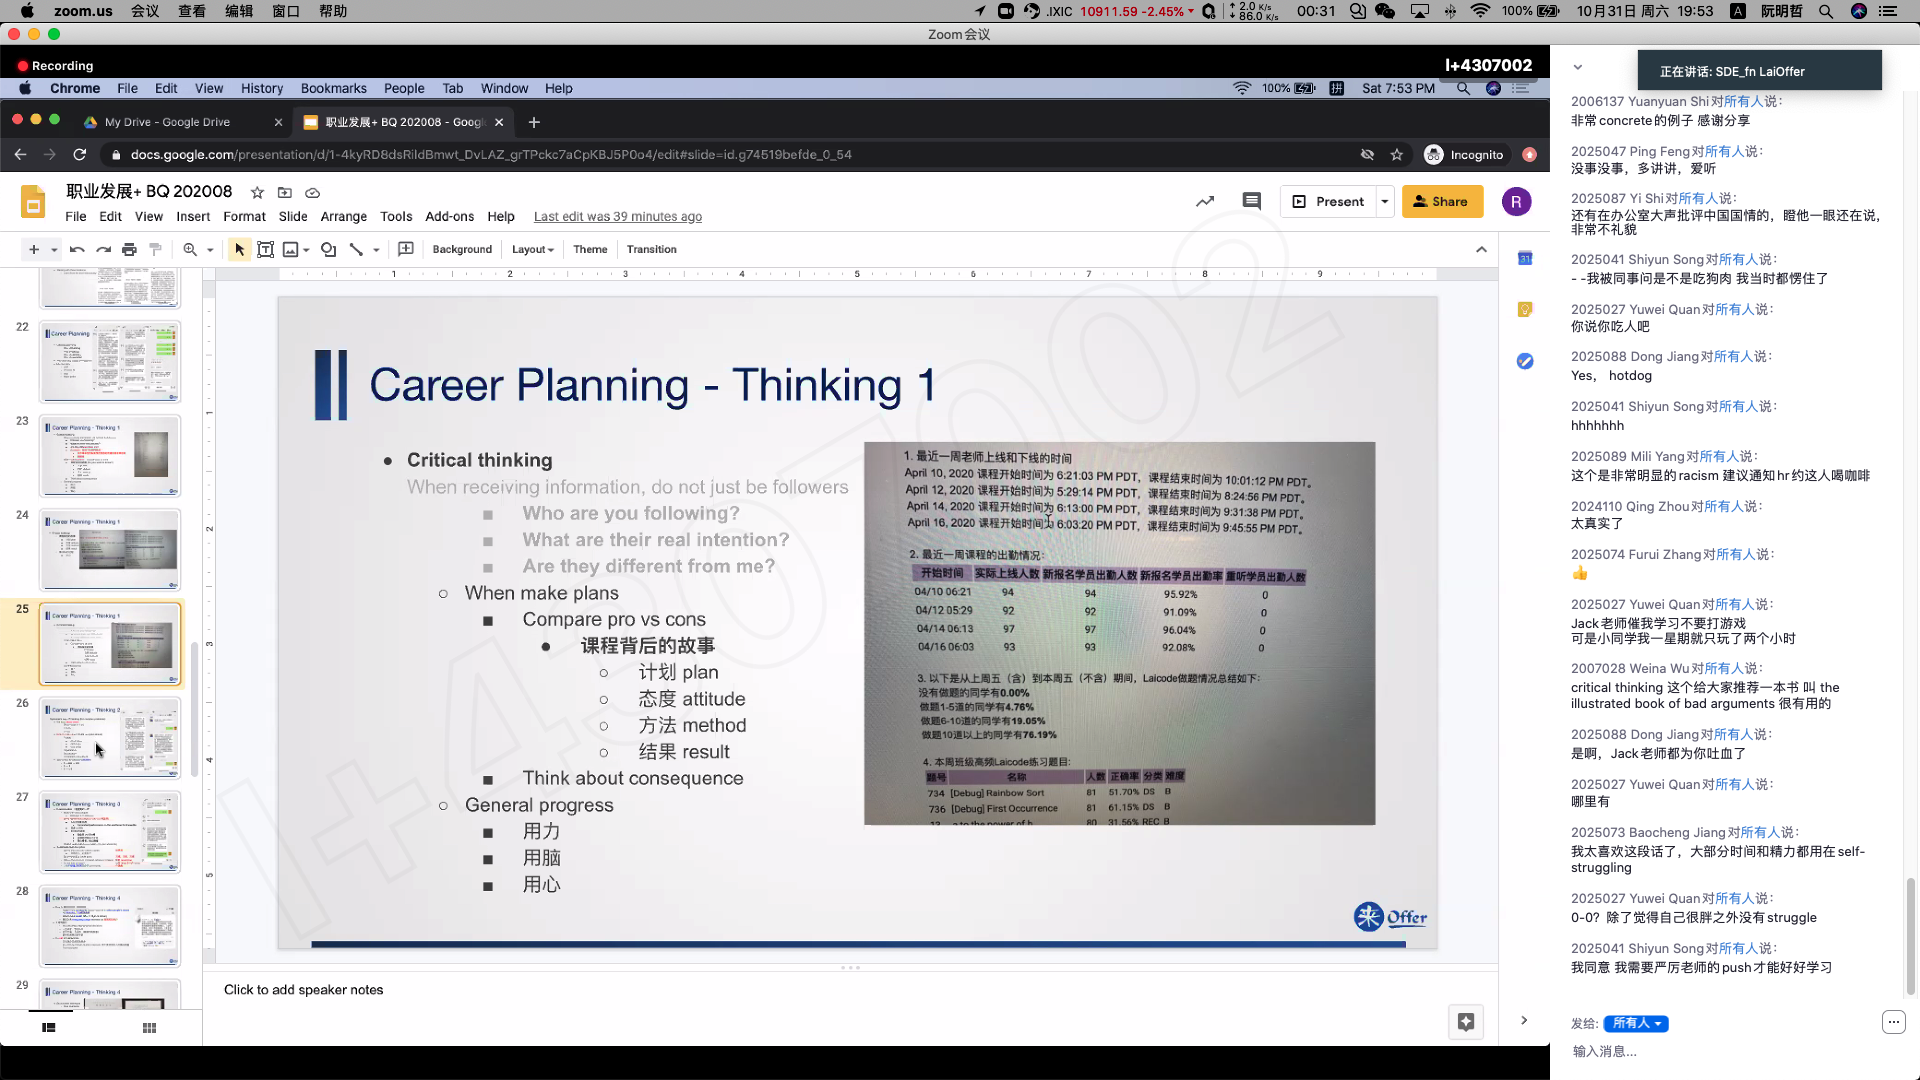 zoom.us 会议 查看 编辑 窗口 帮助
.IXIC 10911.59 -2.45% 2.0 K/s 86.0 K/s 00:31 100% 10月31日 周六 19:53 A 阮明哲
Zoom会议
Recording
l+4307002
Chrome File Edit View History Bookmarks People Tab Window Help
100% 拼 Sat 7:53 PM
My Drive - Google Drive
职业发展+ BQ 202008 - Goog
docs.google.com/presentation/d/1-4kyRD8dsRildBmwt_DvLAZ_grTPckc7aCpKBJ5P0o4/edit#slide=id.g74519befde_0_54
Incognito
职业发展+ BQ 202008
File Edit View Insert Format Slide Arrange Tools Add-ons Help Last edit was 39 minutes ago
Present
Share
R
Background Layout Theme Transition
1 2 3 4 5 6 7 8 9
22
23
24
25
26
27
28
29
Career Planning
Career Planning - Thinking 1
Career Planning - Thinking 1
Career Planning - Thinking 1
Career Planning - Thinking 2
Career Planning - Thinking 3
Career Planning - Thinking 4
Career Planning - Thinking 4
Career Planning - Thinking 1
Critical thinking
When receiving information, do not just be followers
Who are you following?
What are their real intention?
Are they different from me?
When make plans
Compare pro vs cons
课程背后的故事
计划 plan
态度 attitude
方法 method
结果 result
Think about consequence
General progress
用力
用脑
用心
1. 最近一周老师上线和下线的时间
April 10, 2020 课程开始时间为 6:21:03 PM PDT，课程结束时间为 10:01:12 PM PDT。
April 12, 2020 课程开始时间为 5:29:14 PM PDT，课程结束时间为 8:24:56 PM PDT。
April 14, 2020 课程开始时间为 6:13:00 PM PDT，课程结束时间为 9:31:38 PM PDT。
April 16, 2020 课程开始时间为 6:03:20 PM PDT，课程结束时间为 9:45:55 PM PDT。
2. 最近一周课程的出勤情况:
开始时间 实际上线人数 新报名学员出勤人数 新报名学员出勤率 重听学员出勤人数
04/10 06:21 94 94 95.92% 0
04/12 05:29 92 92 91.09% 0
04/14 06:13 97 97 96.04% 0
04/16 06:03 93 93 92.08% 0
3. 以下是从上周五（含）到本周五（不含）期间，Laicode做题情况总结如下:
没有做题的同学有0.00%
做题1-5道的同学有4.76%
做题6-10道的同学有19.05%
做题10道以上的同学有76.19%
4. 本周班级高频Laicode练习题目:
题号 名称 人数 正确率 分类 难度
734 [Debug] Rainbow Sort 81 51.70% DS B
736 [Debug] First Occurrence 81 61.15% DS B
80 31.56% REC B
来 Offer
l+4307002
Click to add speaker notes
正在讲话: SDE_fn LaiOffer
2006137 Yuanyuan Shi对所有人说:
非常concrete的例子 感谢分享
2025047 Ping Feng对所有人说:
没事没事，多讲讲，爱听
2025087 Yi Shi对所有人说:
还有在办公室大声批评中国国情的，瞪他一眼还在说，
非常不礼貌
2025041 Shiyun Song对所有人说:
- -我被同事问是不是吃狗肉 我当时都愣住了
2025027 Yuwei Quan对所有人说:
你说你吃人吧
2025088 Dong Jiang对所有人说:
Yes， hotdog
2025041 Shiyun Song对所有人说:
hhhhhhh
2025089 Mili Yang对所有人说:
这个是非常明显的racism 建议通知hr约这人喝咖啡
2024110 Qing Zhou对所有人说:
太真实了
2025074 Furui Zhang对所有人说:
👍
2025027 Yuwei Quan对所有人说:
Jack老师催我学习不要打游戏
可是小同学我一星期就只玩了两个小时
2007028 Weina Wu对所有人说:
critical thinking 这个给大家推荐一本书 叫 the
illustrated book of bad arguments 很有用的
2025088 Dong Jiang对所有人说:
是啊，Jack老师都为你吐血了
2025027 Yuwei Quan对所有人说:
哪里有
2025073 Baocheng Jiang对所有人说:
我太喜欢这段话了，大部分时间和精力都用在self-
struggling
2025027 Yuwei Quan对所有人说:
0-0？除了觉得自己很胖之外没有struggle
2025041 Shiyun Song对所有人说:
我同意 我需要严厉老师的push才能好好学习
发给: 所有人
输入消息...